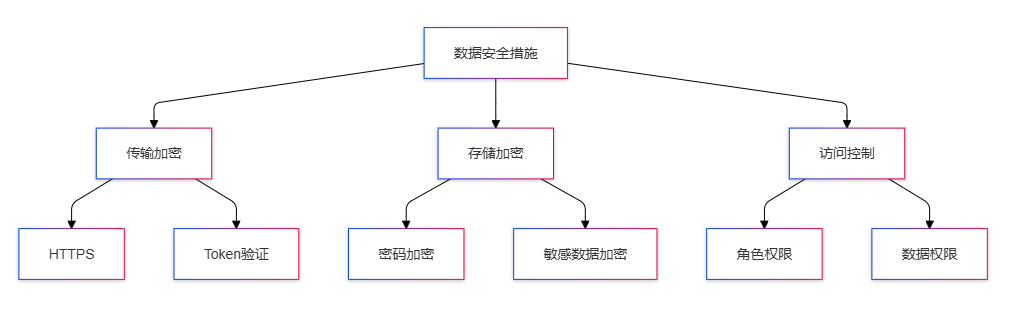 数据安全措施
传输加密
存储加密
访问控制
HTTPS
Token验证
密码加密
敏感数据加密
角色权限
数据权限